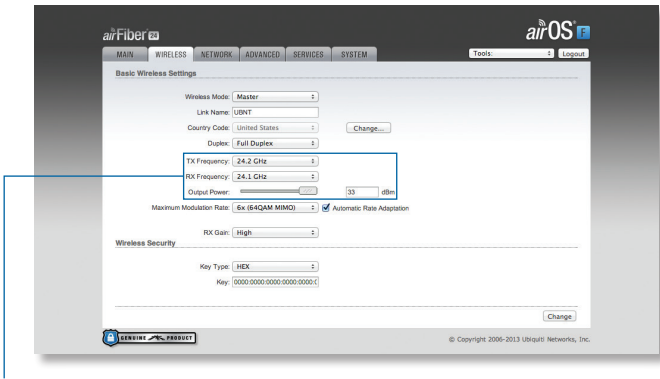 airFiber 24 airOS F
MAIN WIRELESS NETWORK ADVANCED SERVICES SYSTEM Tools: Logout
Basic Wireless Settings
Wireless Mode: Master
Link Name: UBNT
Country Code: United States Change...
Duplex: Full Duplex
TX Frequency: 24.2 GHz
RX Frequency: 24.1 GHz
Output Power: 33 dBm
Maximum Modulation Rate: 6x (64QAM MIMO) Automatic Rate Adaptation
RX Gain: High
Wireless Security
Key Type: HEX
Key: 0000:0000:0000:0000:0000:(
Change
GENUINE PRODUCT © Copyright 2006-2013 Ubiquiti Networks, Inc.